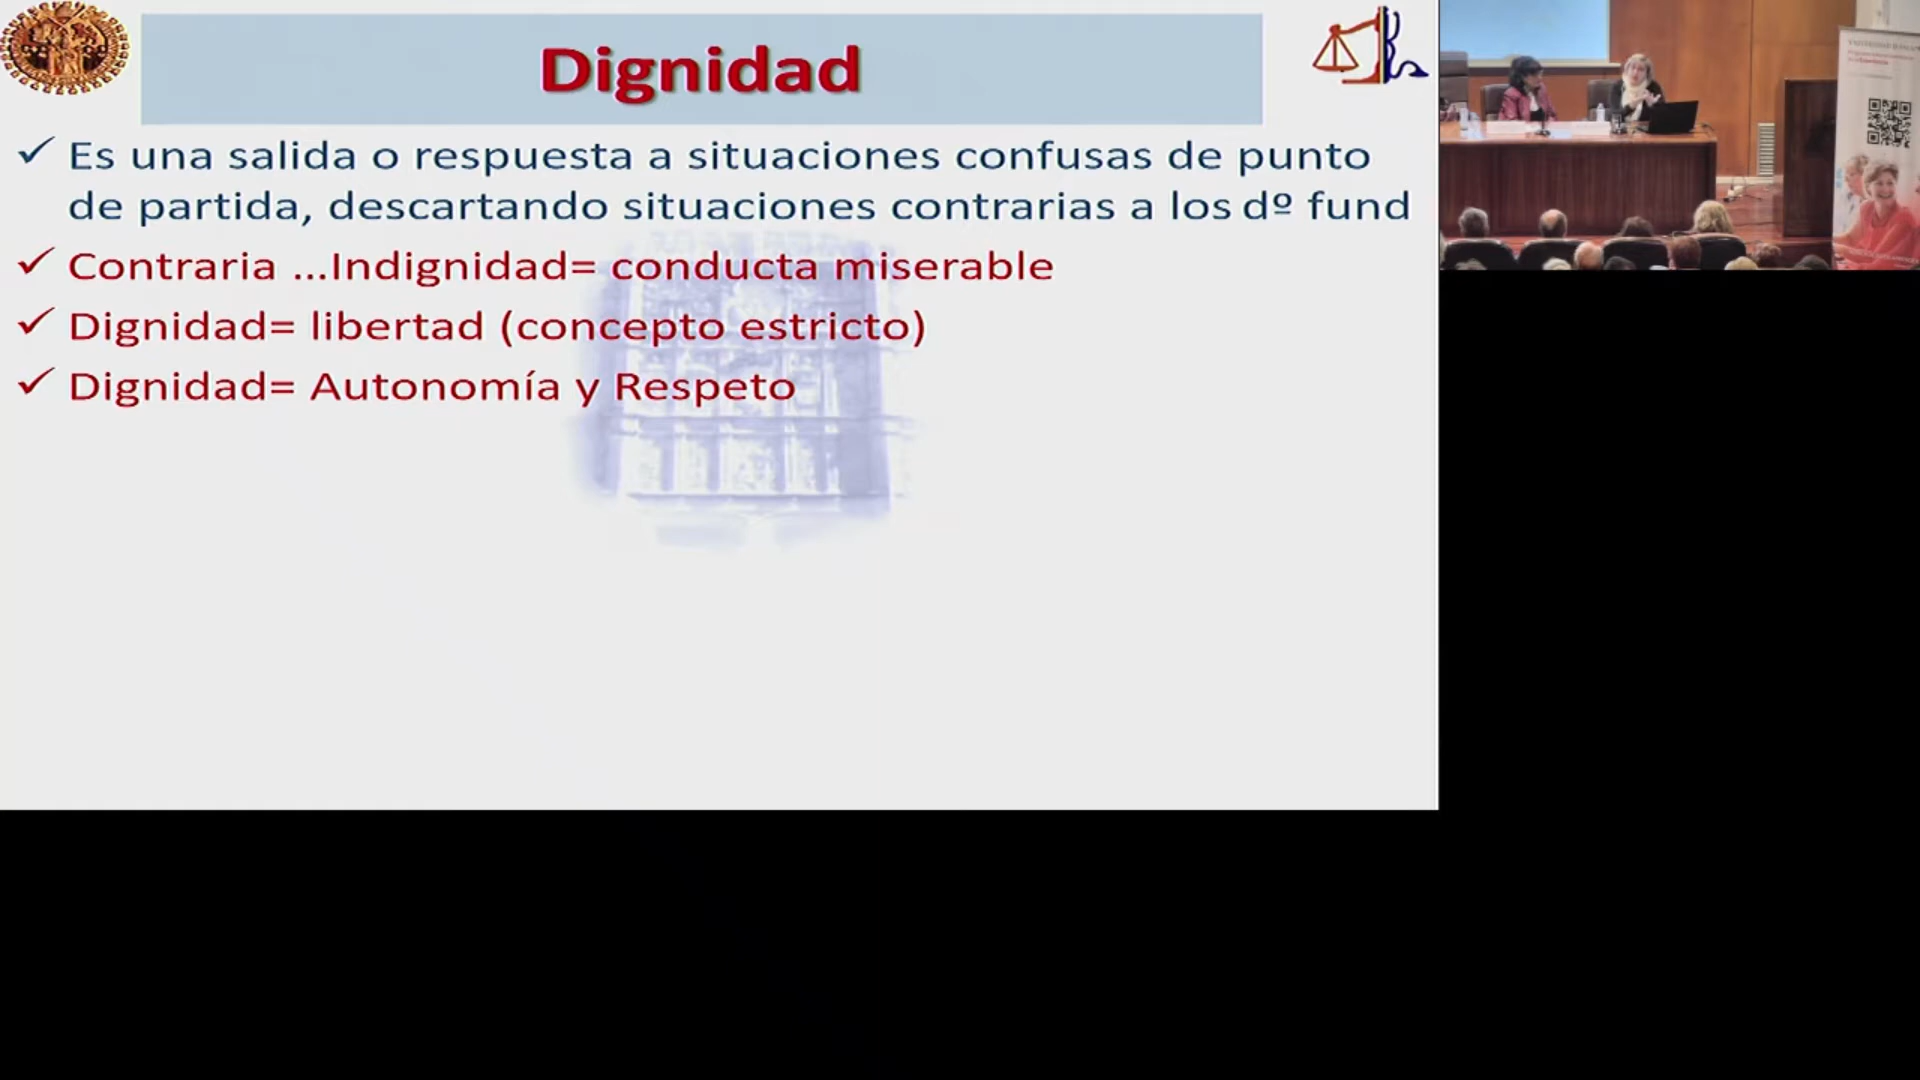 Dignidad
✓ Es una salida o respuesta a situaciones confusas de punto
de partida, descartando situaciones contrarias a los dº fund
✓ Contraria ...Indignidad= conducta miserable
✓ Dignidad= libertad (concepto estricto)
✓ Dignidad= Autonomía y Respeto